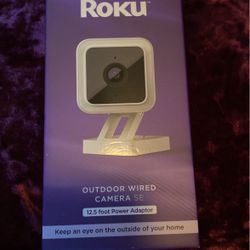 ROKU
OUTDOOR WIRED
CAMERA SE
12.5 foot Power Adaptor
Keep an eye on the outside of your home